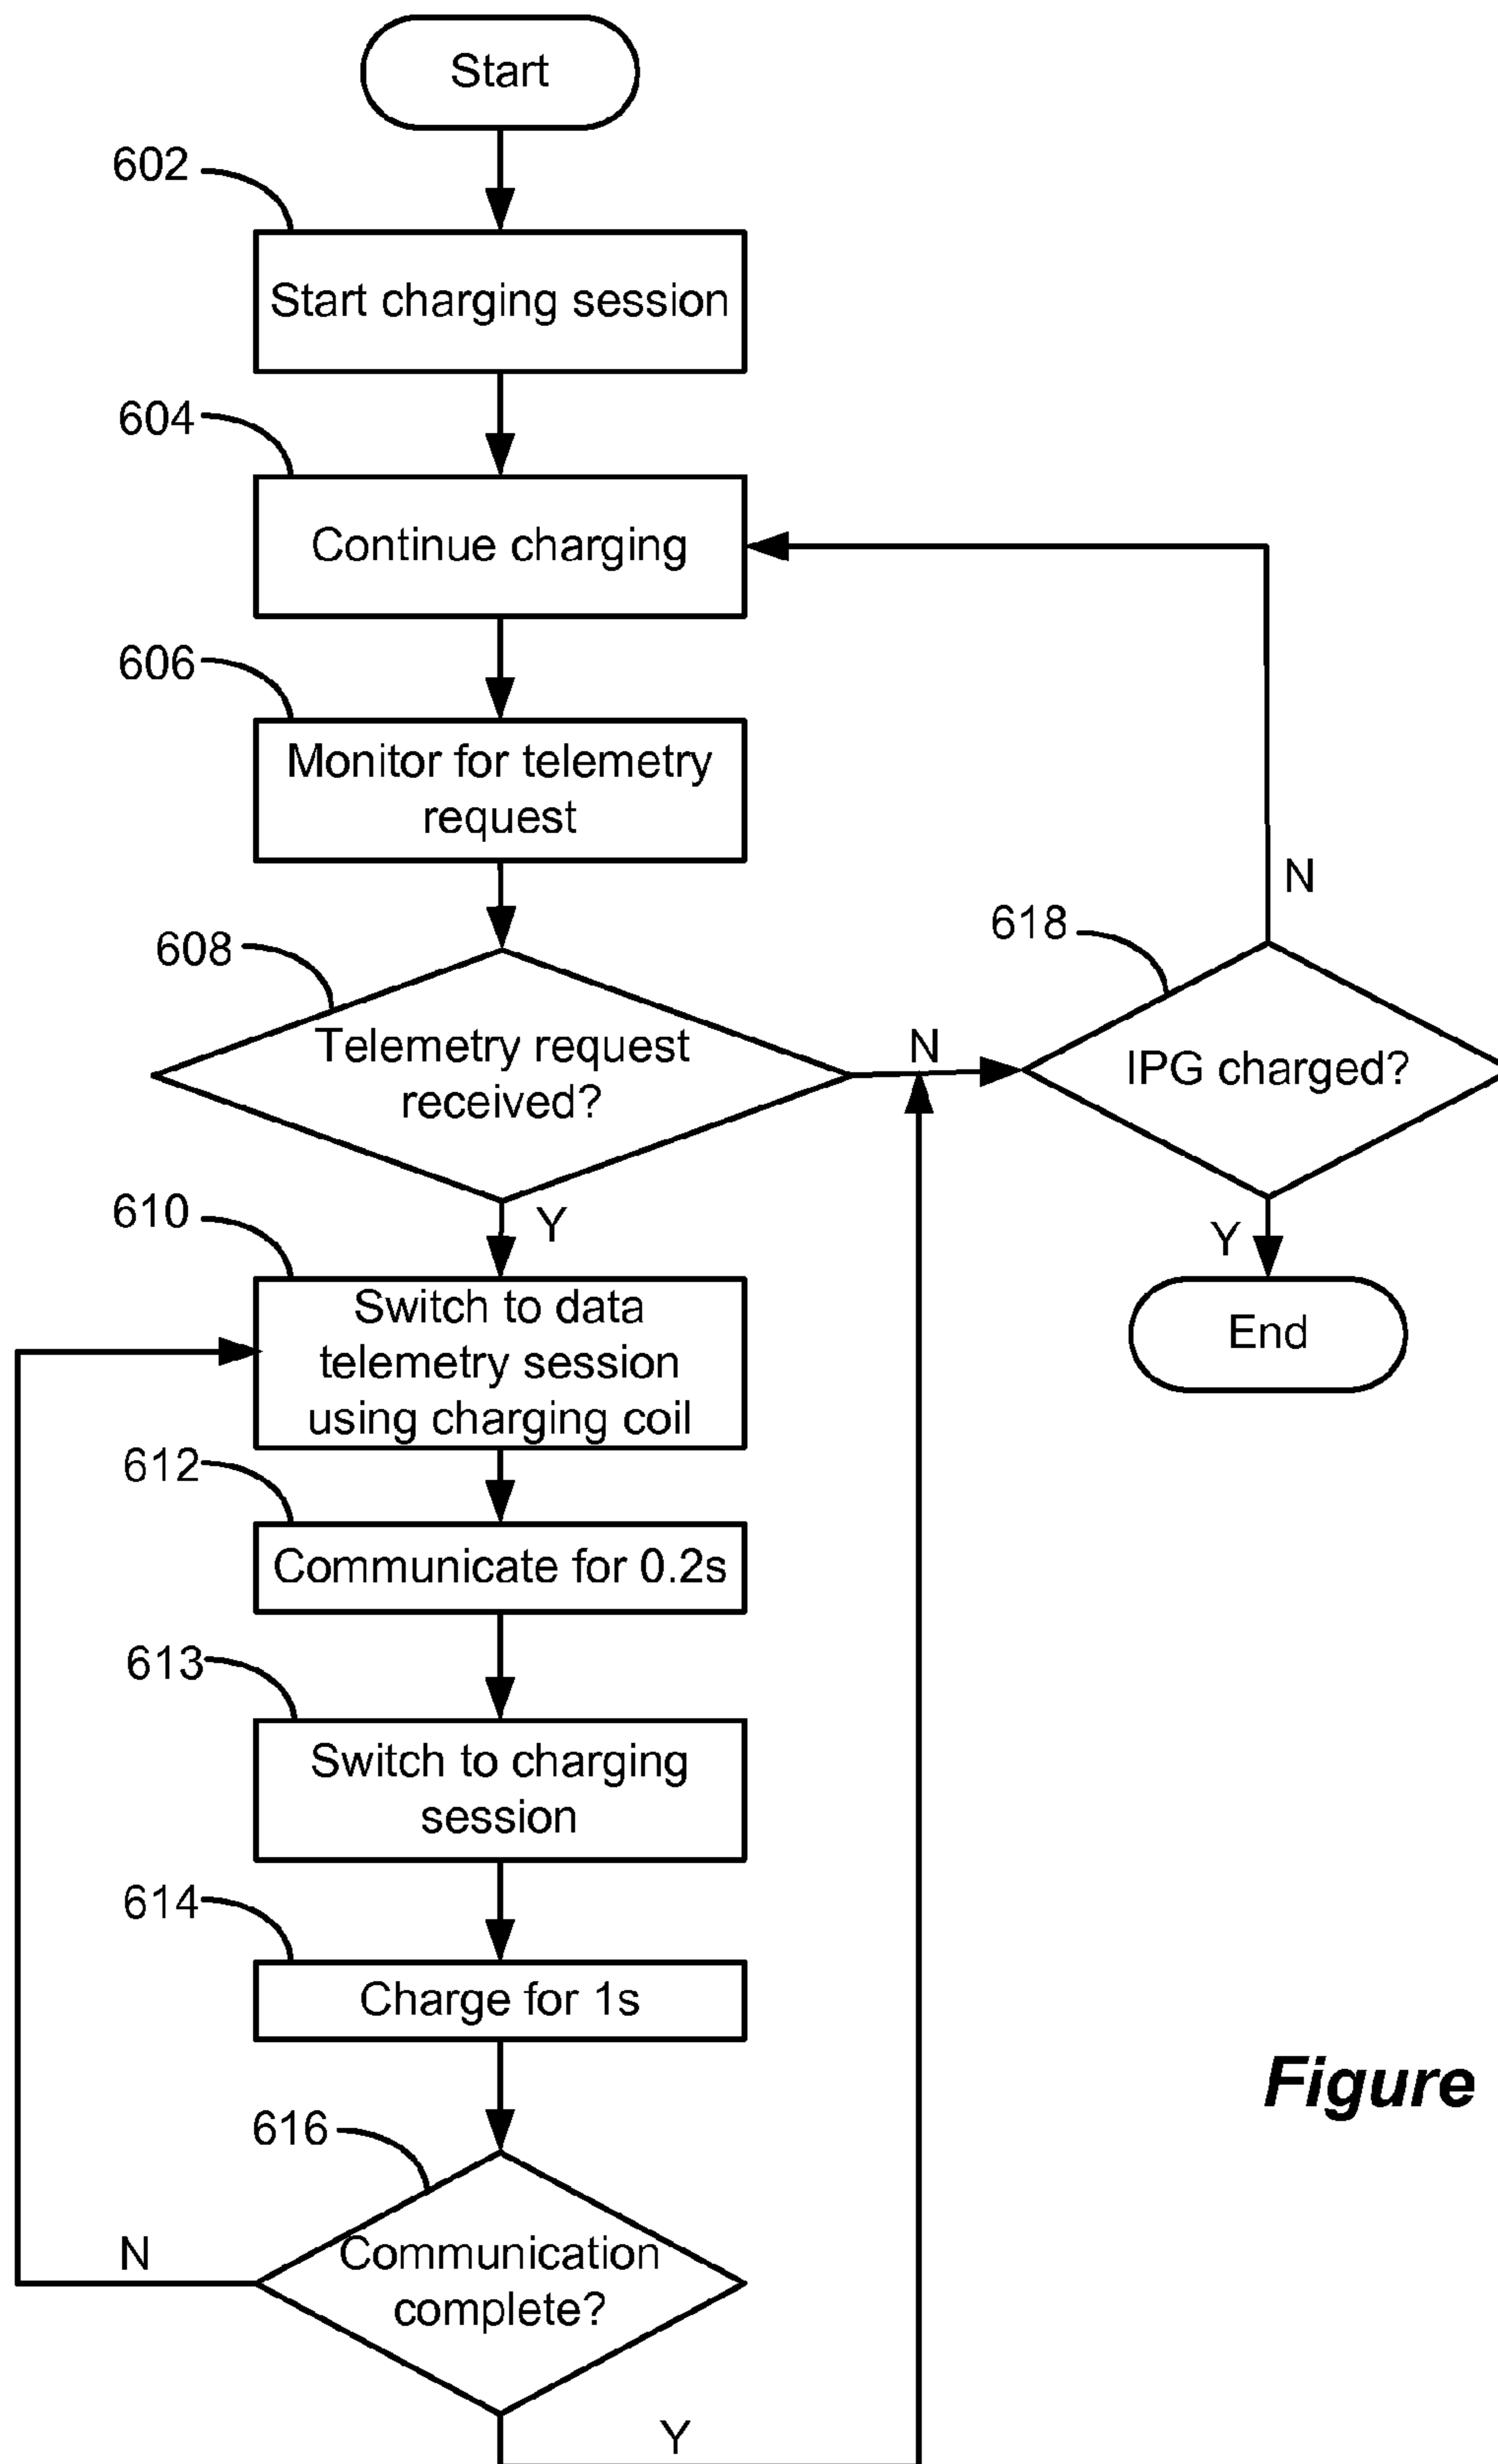 Start
602
Start charging session
604
Continue charging
606
Monitor for telemetry
request
N
618
608
Telemetry request
received?
N
IPG charged?
610
Y
Y
Switch to data
telemetry session
using charging coil
End
612
Communicate for 0.2s
613
Switch to charging
session
614
Charge for 1s
Figure
616
N
Communication
complete?
Y